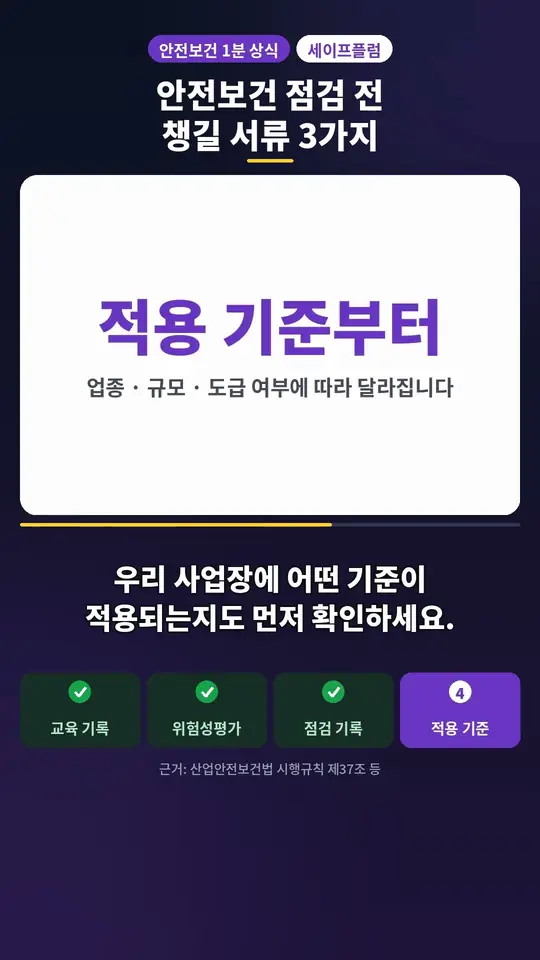 안전보건 1분 상식
세이프플럼
안전보건 점검 전
챙길 서류 3가지
적용 기준부터
업종 · 규모 · 도급 여부에 따라 달라집니다
우리 사업장에 어떤 기준이
적용되는지도 먼저 확인하세요.
교육 기록
위험성평가
점검 기록
4
적용 기준
근거: 산업안전보건법 시행규칙 제37조 등